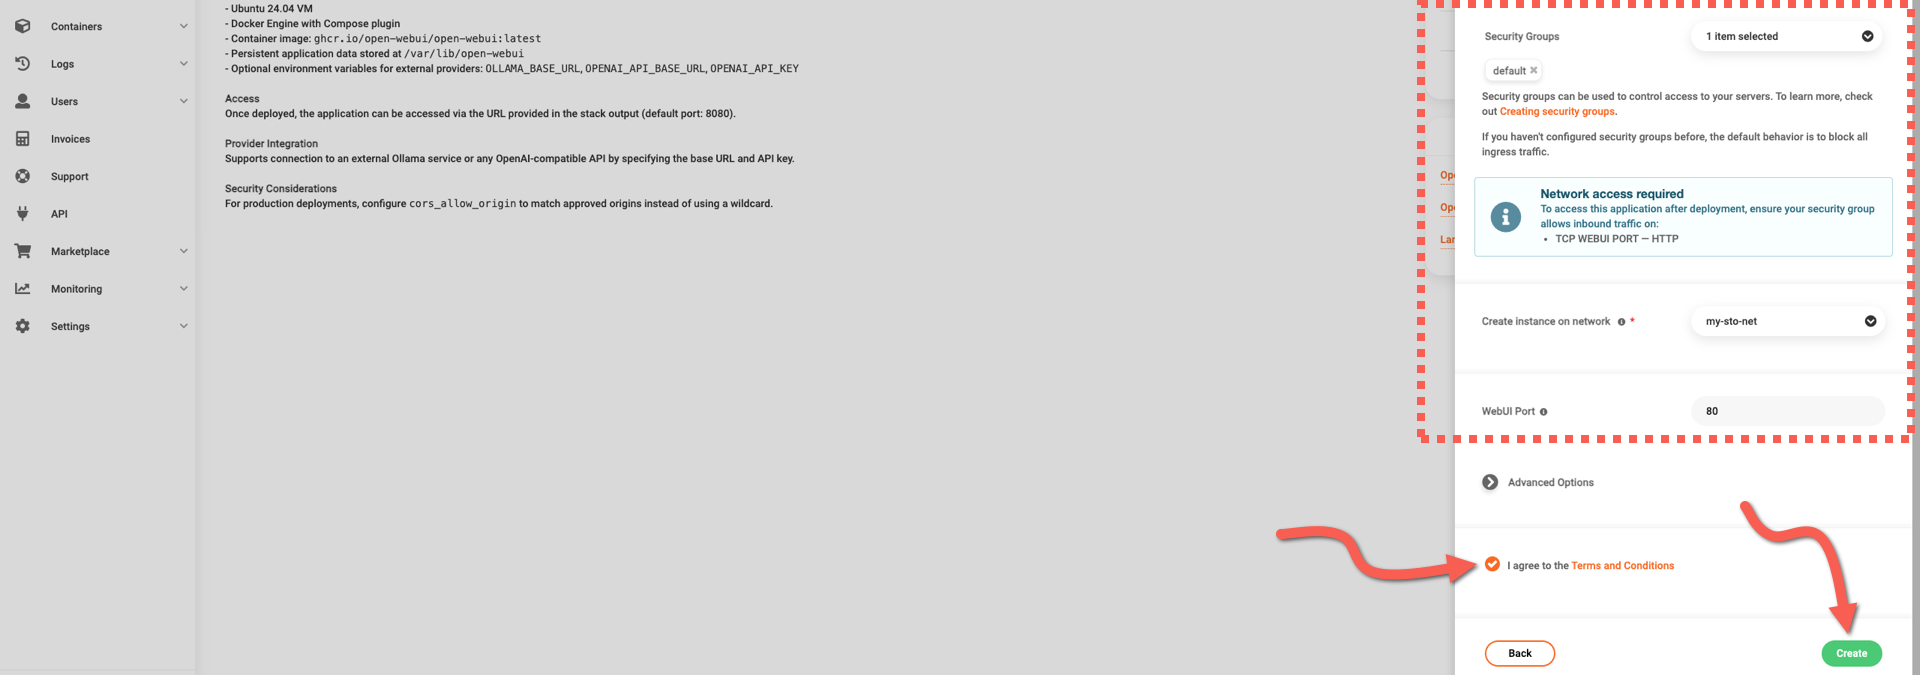 Containers
Logs
Users
Invoices
Support
API
Marketplace
Monitoring
Settings
- Ubuntu 24.04 VM
- Docker Engine with Compose plugin
- Container image: ghcr.io/open-webui/open-webui:latest
- Persistent application data stored at /var/lib/open-webui
- Optional environment variables for external providers: OLLAMA_BASE_URL, OPENAI_API_BASE_URL, OPENAI_API_KEY
Access
Once deployed, the application can be accessed via the URL provided in the stack output (default port: 8080).
Provider Integration
Supports connection to an external Ollama service or any OpenAI-compatible API by specifying the base URL and API key.
Security Considerations
For production deployments, configure cors_allow_origin to match approved origins instead of using a wildcard.
Ope
Ope
Lar
Security Groups
1 item selected
default
Security groups can be used to control access to your servers. To learn more, check
out Creating security groups.
If you haven't configured security groups before, the default behavior is to block all
ingress traffic.
Network access required
To access this application after deployment, ensure your security group
allows inbound traffic on:
• TCP WEBUI PORT — HTTP
Create instance on network *
my-sto-net
WebUI Port
80
Advanced Options
I agree to the Terms and Conditions
Back
Create